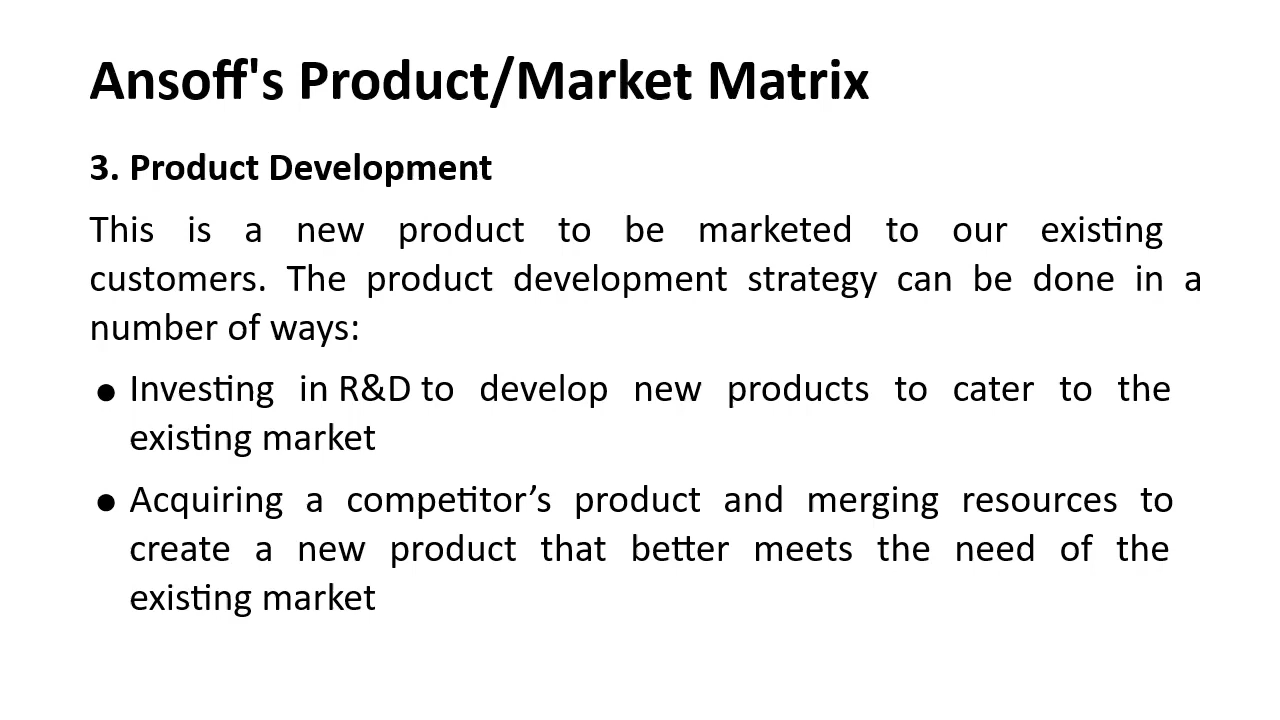 Ansoff's Product/Market Matrix
3. Product Development
This is a new product to be marketed to our existing
customers. The product development strategy can be done in a
number of ways:
● Investing in R&D to develop new products to cater to the
existing market
● Acquiring a competitor’s product and merging resources to
create a new product that better meets the need of the
existing market